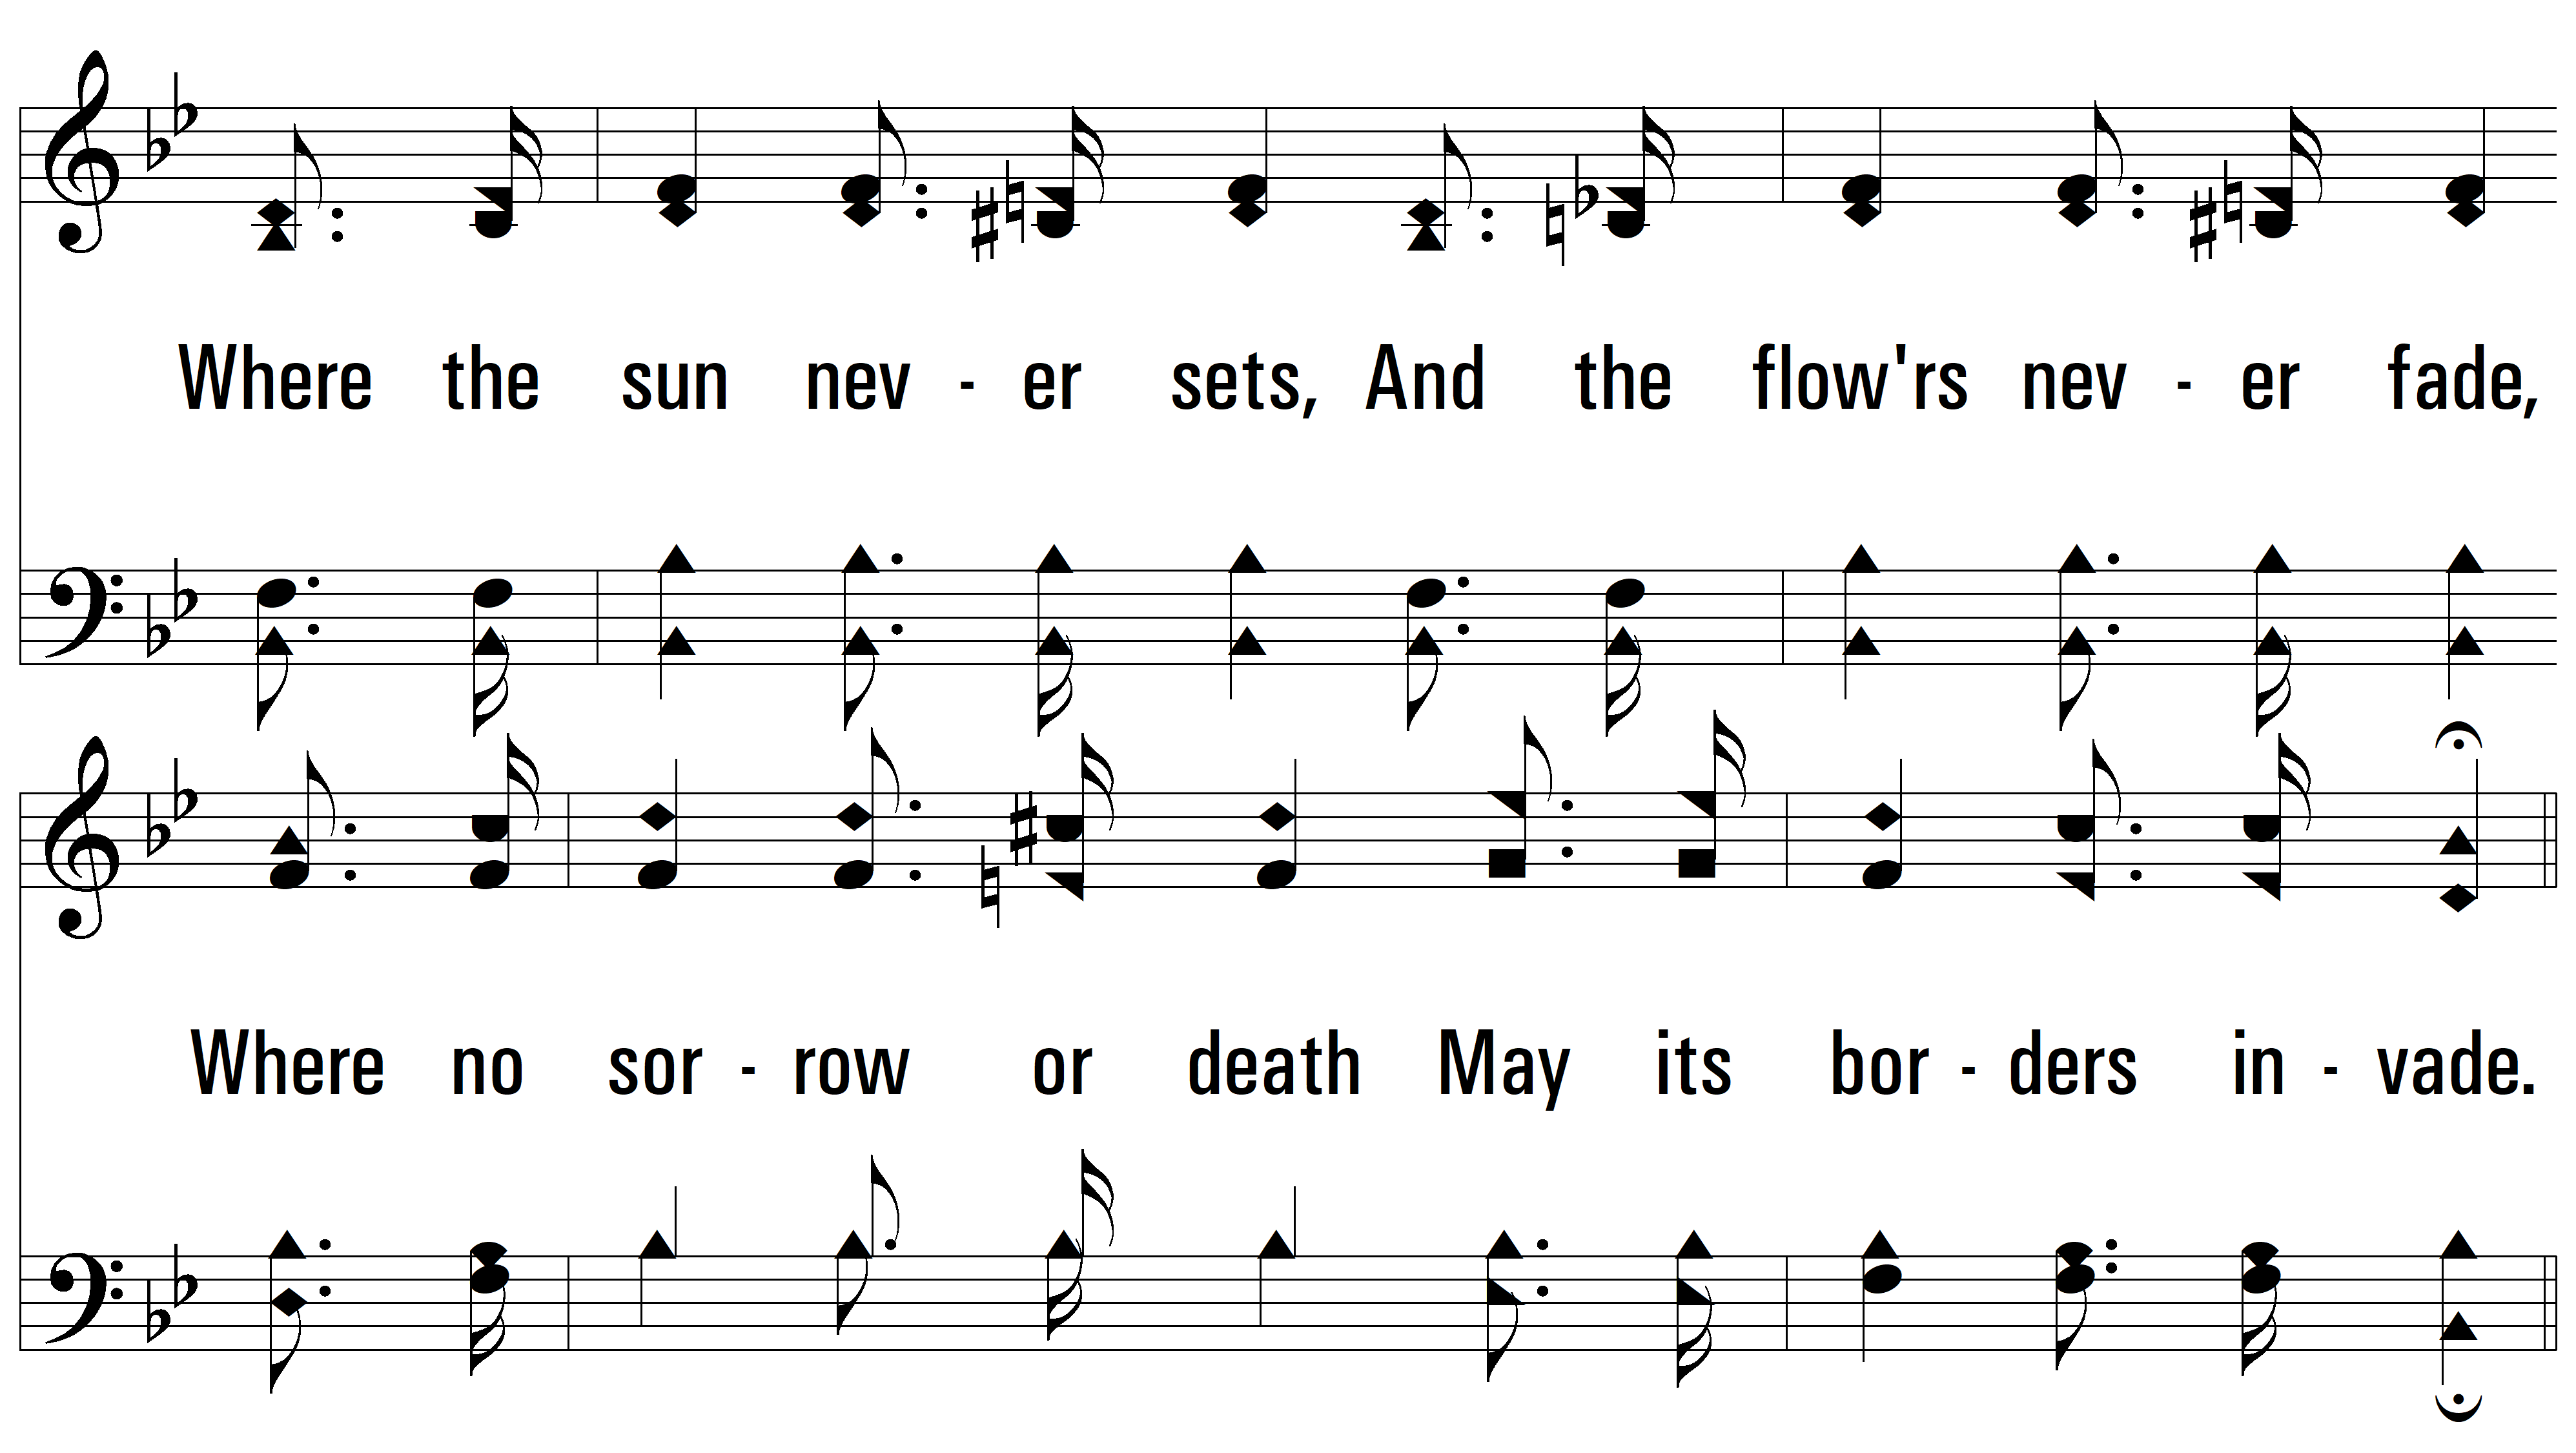 Where the sun nev - er sets, And the flow'rs nev - er fade,
Where no sor - row or death May its bor - ders in - vade.